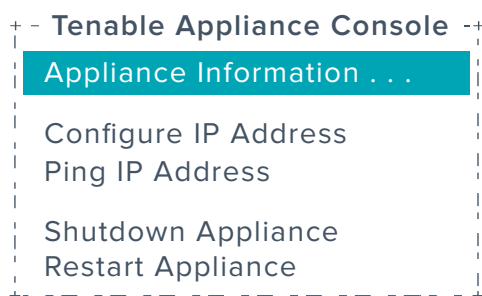 Tenable Appliance Console
Appliance Information . . .
Configure IP Address
Ping IP Address
Shutdown Appliance
Restart Appliance